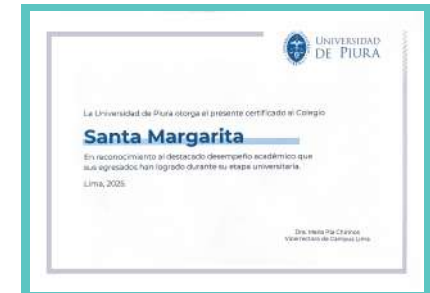 UNIVERSIDAD
DE PIURA
La Universidad de Piura otorga el presente certificado al Colegio
Santa Margarita
En reconocimiento al destacado desempeño académico que
sus egresados han logrado durante su etapa universitaria.
Lima, 2025
Dra. María Pía Chirinos
Vicerrectora de Campus Lima